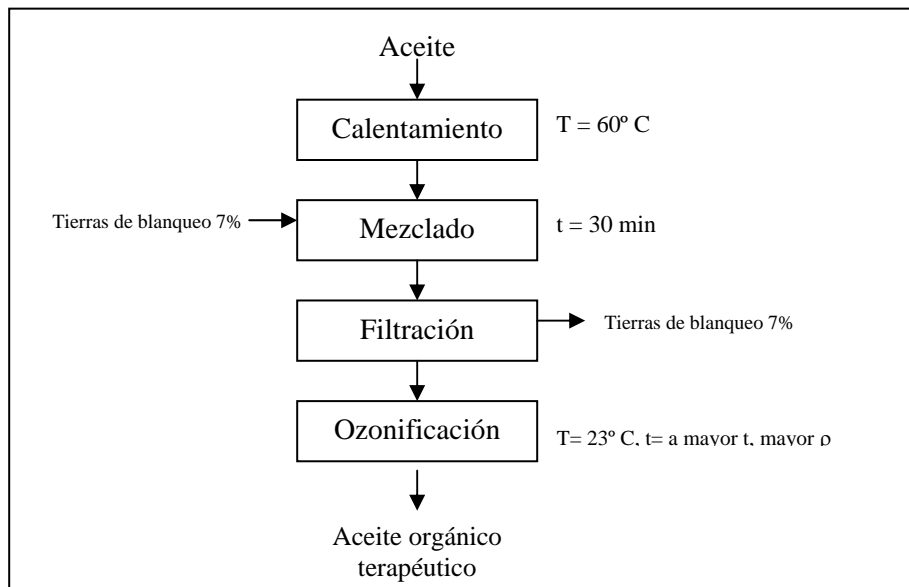 Aceite
Calentamiento
T = 60º C
Tierras de blanqueo 7%
Mezclado
t = 30 min
Filtración
Tierras de blanqueo 7%
Ozonificación
T= 23º C, t= a mayor t, mayor ρ
Aceite orgánico
terapéutico